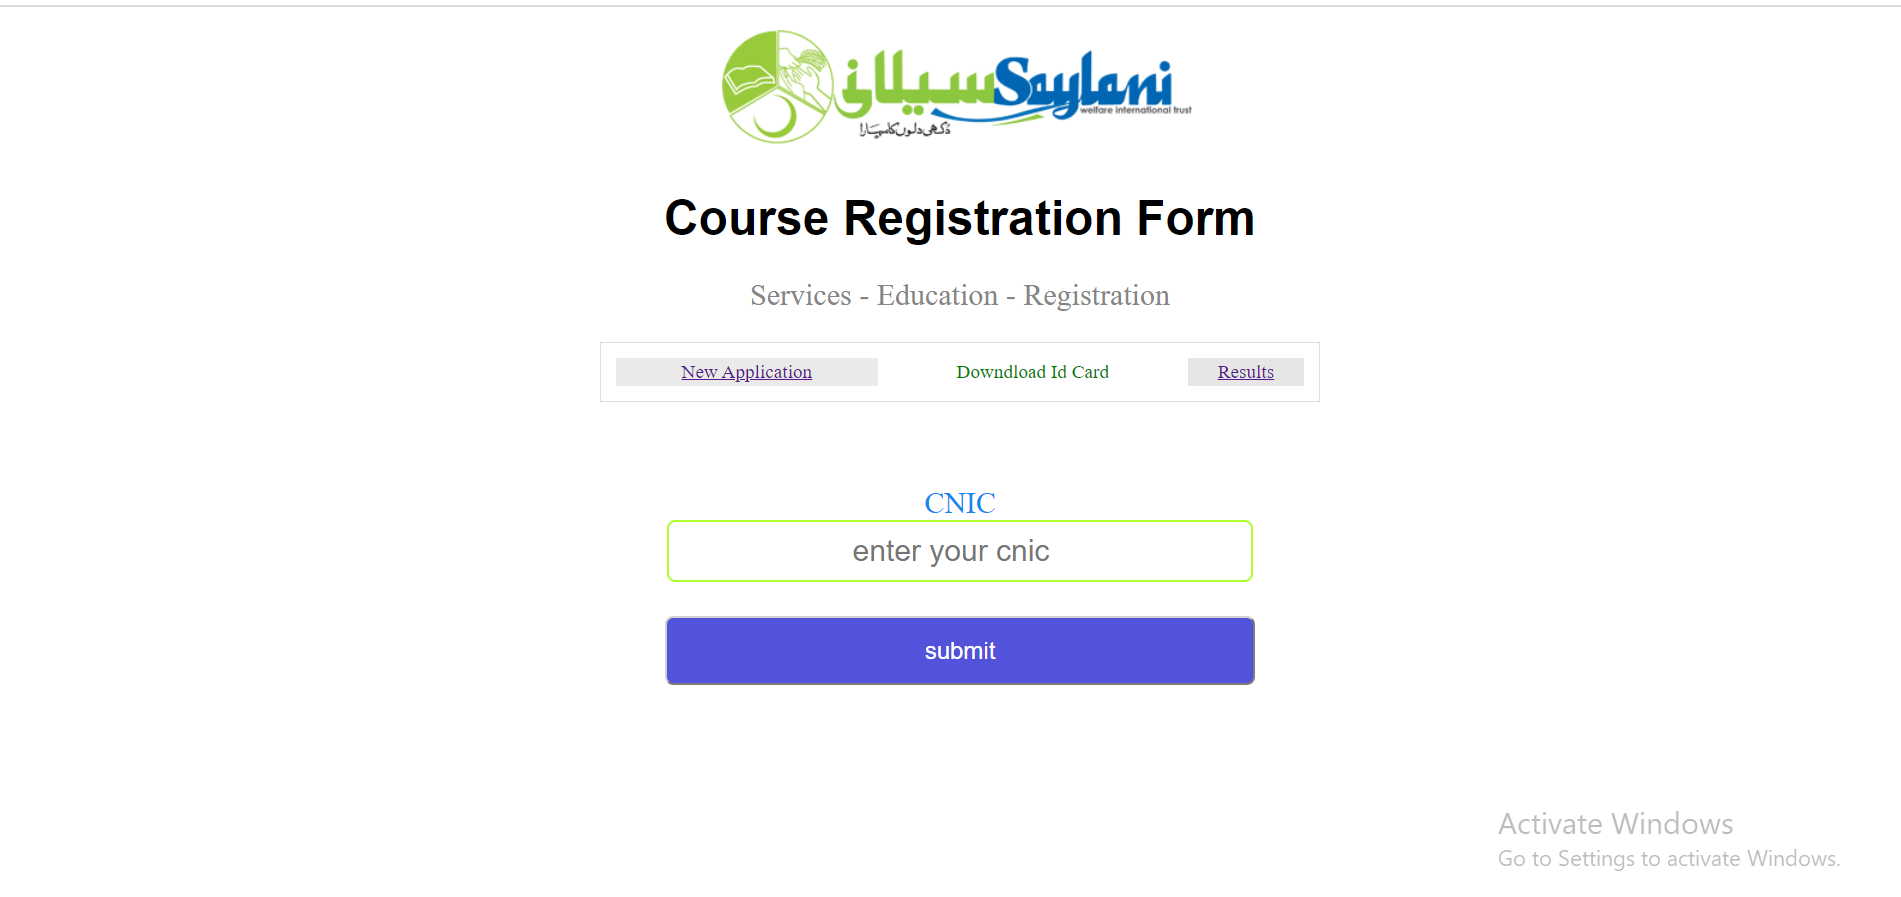 سیلانی Saylani
welfare international trust
دُکھی دلوں کا سہارا
Course Registration Form
Services - Education - Registration
New Application Downdload Id Card Results
CNIC
enter your cnic
submit
Activate Windows
Go to Settings to activate Windows.